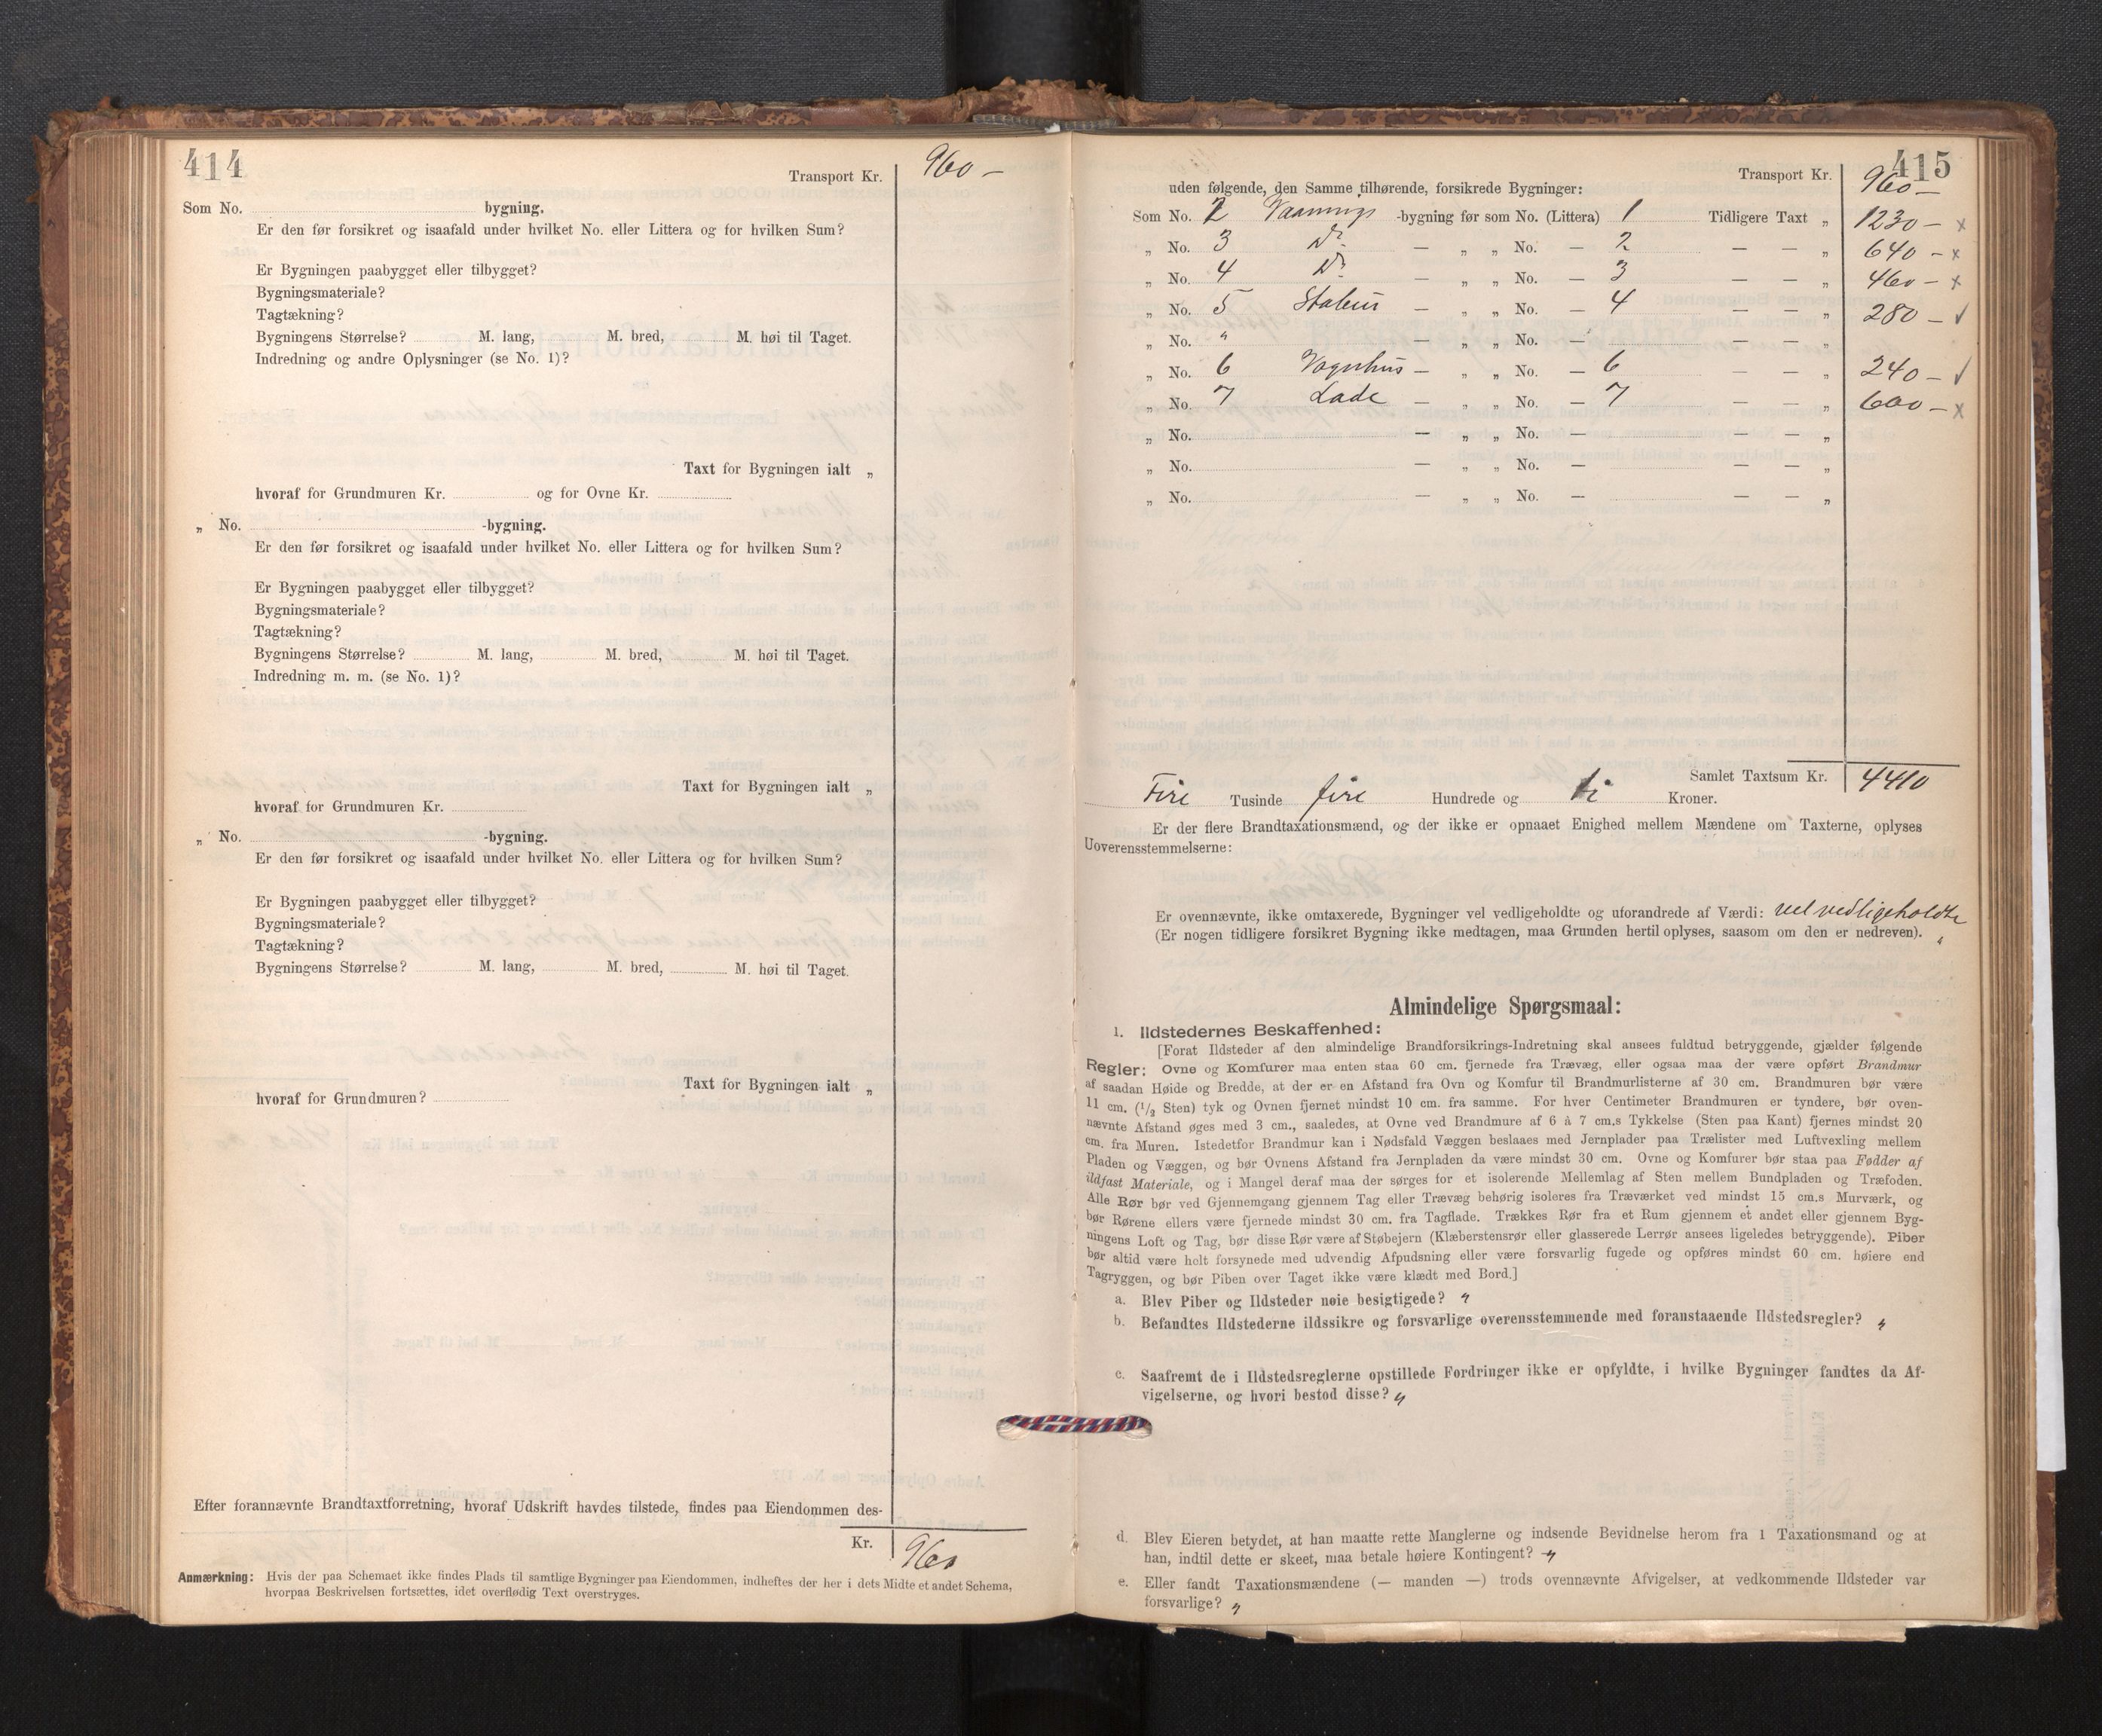 414
Transport Kr. 960 –
Som No. bygning.
Er den før forsikret og isaafald under hvilket No. eller Littera og for hvilken Sum?
Er Bygningen paabygget eller tilbygget?
Bygningsmateriale?
Tagtækning?
Bygningens Størrelse? M. lang, M. bred, M. høi til Taget.
Indredning og andre Oplysninger (se No. 1)?
Taxt for Bygningen ialt „
hvoraf for Grundmuren Kr. og for Ovne Kr.
„ No. -bygning.
Er den før forsikret og isaafald under hvilket No. eller Littera og for hvilken Sum?
Er Bygningen paabygget eller tilbygget?
Bygningsmateriale?
Tagtækning?
Bygningens Størrelse? M. lang, M. bred, M. høi til Taget.
Indredning m. m. (se No. 1)?
Taxt for Bygningen ialt „
hvoraf for Grundmuren Kr.
„ No. -bygning.
Er den før forsikret og isaafald under hvilket No. eller Littera og for hvilken Sum?
Er Bygningen paabygget eller tilbygget?
Bygningsmateriale?
Tagtækning?
Bygningens Størrelse? M. lang, M. bred, M. høi til Taget.
Taxt for Bygningen ialt „
hvoraf for Grundmuren?
Efter forannævnte Brandtaxtforretning, hvoraf Udskrift havdes tilstede, findes paa Eiendommen des-
Kr. 960
Anmærkning: Hvis der paa Schemaet ikke findes Plads til samtlige Bygninger paa Eiendommen, indheftes der her i dets Midte et andet Schema,
hvorpaa Beskrivelsen fortsættes, idet overflødig Text overstryges.
415
Transport Kr. 960 –
uden følgende, den Samme tilhørende, forsikrede Bygninger:
Som No. 2 Vaanings -bygning før som No. (Littera) 1 Tidligere Taxt „ 1230 – x
„ No. 3 Do – „ „ No. – 2 – – „ 640 – x
„ No. 4 Do – „ „ No. – 3 – – „ 460 – x
„ No. 5 – „ „ No. – 4 – – „ 280 – ✓
„ No. " – „ „ No. – – – „
„ No. 6 Vognhus – „ „ No. – 6 – – „ 240 – ✓
„ No. 7 Lade – „ „ No. – 7 – – „ 600 – x
„ No. – „ „ No. – – – „
„ No. – „ „ No. – – – „
„ No. – „ „ No. – – – „
Samlet Taxtsum Kr. 4410
Fire Tusinde fire Hundrede og ti Kroner.
Er der flere Brandtaxationsmænd, og der ikke er opnaaet Enighed mellem Mændene om Taxterne, oplyses
Uoverensstemmelserne:
Er ovennævnte, ikke omtaxerede, Bygninger vel vedligeholdte og uforandrede af Værdi: vel vedligeholdte
(Er nogen tidligere forsikret Bygning ikke medtagen, maa Grunden hertil oplyses, saasom om den er nedreven). "
Almindelige Spørgsmaal:
1. Ildstedernes Beskaffenhed:
[Forat Ildsteder af den almindelige Brandforsikrings-Indretning skal ansees fuldtud betryggende, gjælder følgende
Regler: Ovne og Komfurer maa enten staa 60 cm. fjernede fra Trævæg, eller ogsaa maa der være opført Brandmur
af saadan Høide og Bredde, at der er en Afstand fra Ovn og Komfur til Brandmurlisterne af 30 cm. Brandmuren bør være
11 cm. (1/2 Sten) tyk og Ovnen fjernet mindst 10 cm. fra samme. For hver Centimeter Brandmuren er tyndere, bør oven-
nævnte Afstand øges med 3 cm., saaledes, at Ovne ved Brandmure af 6 à 7 cm.s Tykkelse (Sten paa Kant) fjernes mindst 20
cm. fra Muren. Istedetfor Brandmur kan i Nødsfald Væggen beslaaes med Jernplader paa Trælister med Luftvexling mellem
Pladen og Væggen, og bør Ovnens Afstand fra Jernpladen da være mindst 30 cm. Ovne og Komfurer bør staa paa Fødder af
ildfast Materiale, og i Mangel deraf maa der sørges for et isolerende Mellemlag af Sten mellem Bundpladen og Træfoden.
Alle Rør bør ved Gjennemgang gjennem Tag eller Trævæg behørig isoleres fra Træværket ved mindst 15 cm.s Murværk, og
bør Rørene ellers være fjernede mindst 30 cm. fra Tagflade. Trækkes Rør fra et Rum gjennem et andet eller gjennem Byg-
ningens Loft og Tag, bør disse Rør være af Støbejern (Klæberstensrør eller glasserede Lerrør ansees ligeledes betryggende). Piber
bør altid være helt forsynede med udvendig Afpudsning eller være forsvarlig fugede og opføres mindst 60 cm. høiere end
Tagryggen, og bør Piben over Taget ikke være klædt med Bord.]
a. Blev Piber og Ildsteder nøie besigtigede? "
b. Befandtes Ildstederne ildssikre og forsvarlige overensstemmende med foranstaaende Ildstedsregler? "
c. Saafremt de i Ildstedsreglerne opstillede Fordringer ikke er opfyldte, i hvilke Bygninger fandtes da Af-
vigelserne, og hvori bestod disse? "
d. Blev Eieren betydet, at han maatte rette Manglerne og indsende Bevidnelse herom fra 1 Taxationsmand og at
han, indtil dette er skeet, maa betale høiere Kontingent? "
e. Eller fandt Taxationsmændene (— manden —) trods ovennævnte Afvigelser, at vedkommende Ildsteder var
forsvarlige? "